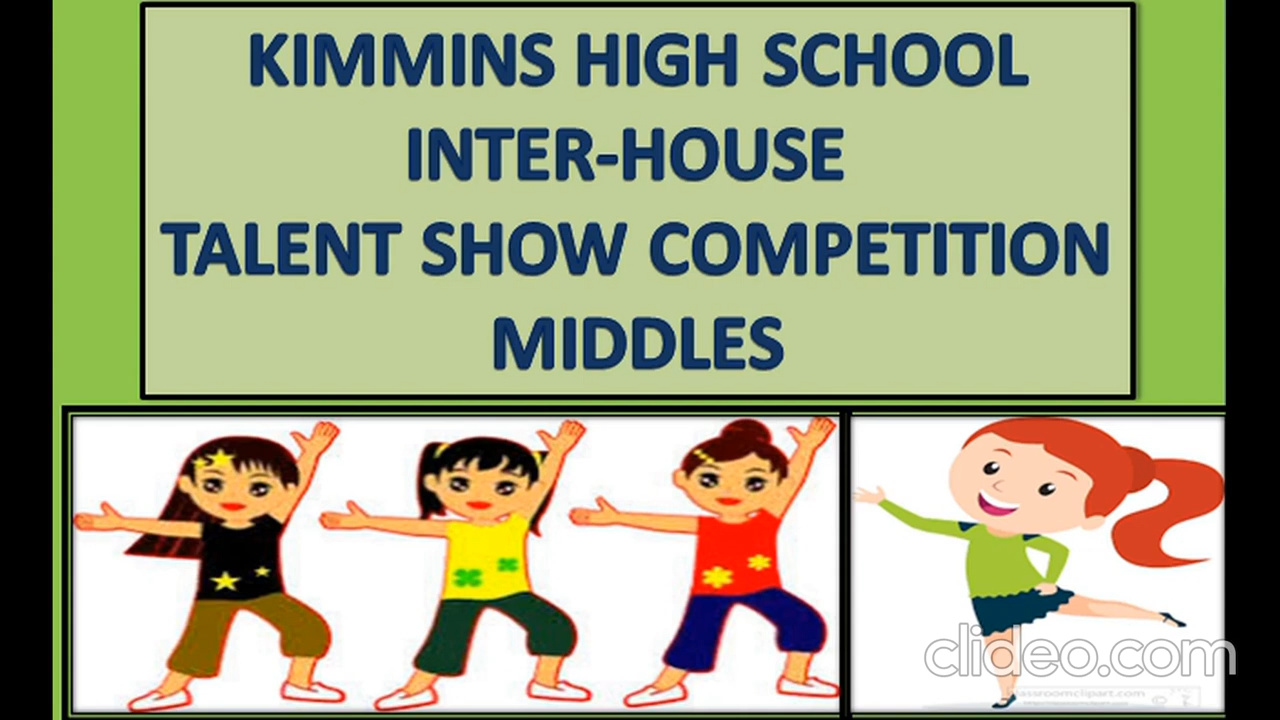 KIMMINS HIGH SCHOOL
INTER-HOUSE
TALENT SHOW COMPETITION
MIDDLES
clideo.com